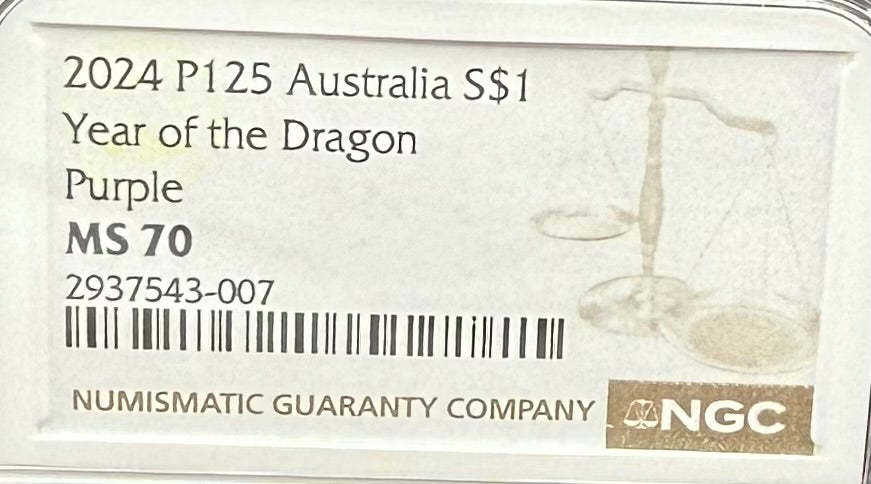 2024 P125 Australia S$1
Year of the Dragon
Purple
MS 70
2937543-007
NUMISMATIC GUARANTY COMPANY NGC